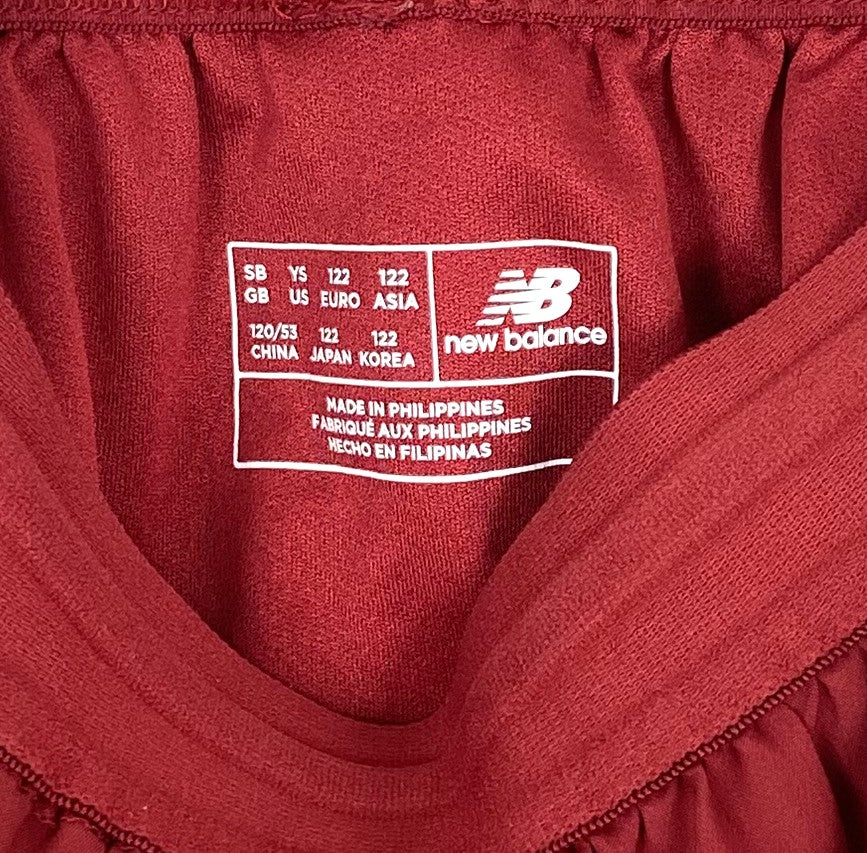 SB YS 122 122
GB US EURO ASIA
120/53 122 122
CHINA JAPAN KOREA
NB
new balance
MADE IN PHILIPPINES
FABRIQUÉ AUX PHILIPPINES
HECHO EN FILIPINAS